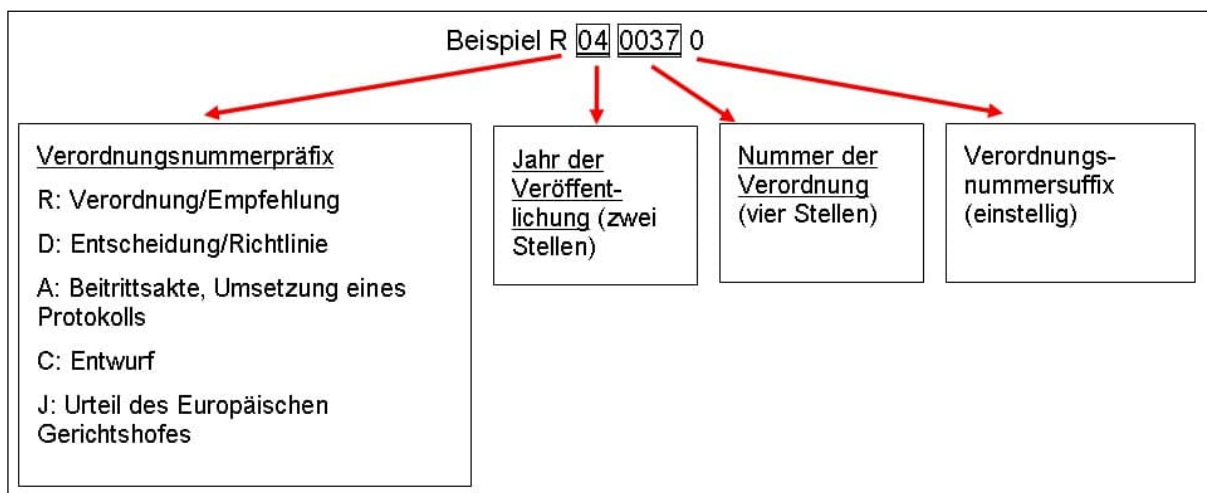 Beispiel R 04 0037 0
Verordnungsnummerpräfix
R: Verordnung/Empfehlung
D: Entscheidung/Richtlinie
A: Beitrittsakte, Umsetzung eines
Protokolls
C: Entwurf
J: Urteil des Europäischen
Gerichtshofes
Jahr der
Veröffent-
lichung (zwei
Stellen)
Nummer der
Verordnung
(vier Stellen)
Verordnungs-
nummersuffix
(einstellig)